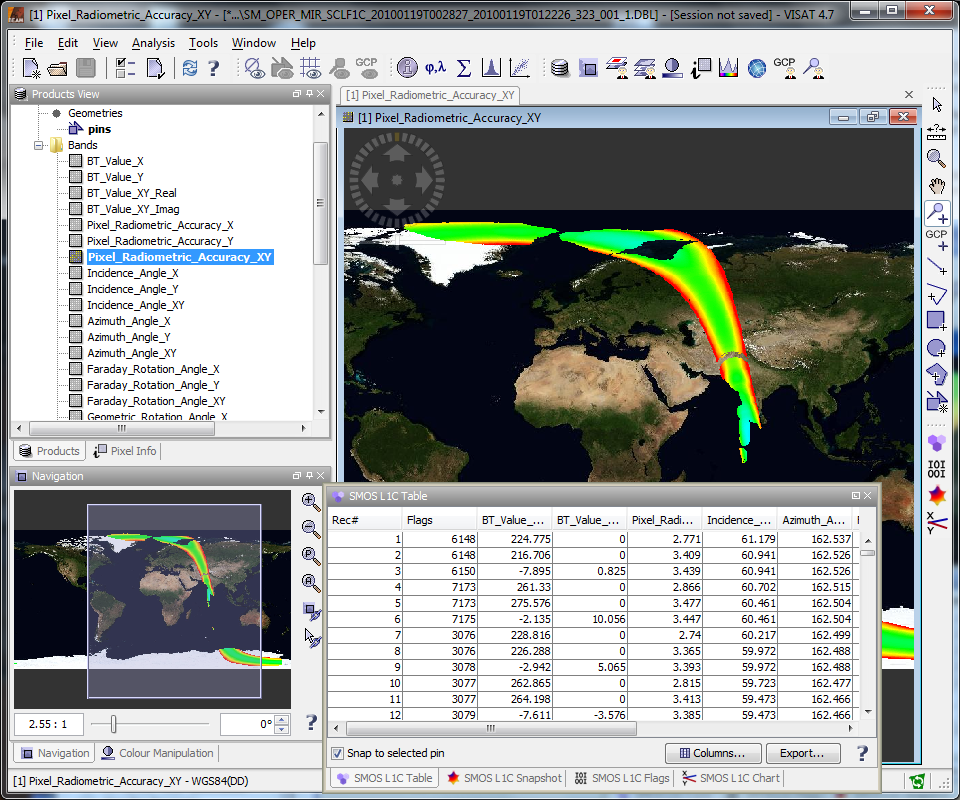 [1] Pixel_Radiometric_Accuracy_XY - [*...\SM_OPER_MIR_SCLF1C_20100119T002827_20100119T012226_323_001_1.DBL] - [Session not saved] - VISAT 4.7
File Edit View Analysis Tools Window Help
GCP φ,λ Σ GCP
Products View
Geometries
pins
Bands
BT_Value_X
BT_Value_Y
BT_Value_XY_Real
BT_Value_XY_Imag
Pixel_Radiometric_Accuracy_X
Pixel_Radiometric_Accuracy_Y
Pixel_Radiometric_Accuracy_XY
Incidence_Angle_X
Incidence_Angle_Y
Incidence_Angle_XY
Azimuth_Angle_X
Azimuth_Angle_Y
Azimuth_Angle_XY
Faraday_Rotation_Angle_X
Faraday_Rotation_Angle_Y
Faraday_Rotation_Angle_XY
Geometric_Rotation_Angle_X
Products Pixel Info
[1] Pixel_Radiometric_Accuracy_XY
[1] Pixel_Radiometric_Accuracy_XY
GCP
IOI
OOI
X
Y
Navigation
2.55 : 1 0°
Navigation Colour Manipulation
SMOS L1C Table
Rec# Flags BT_Value_... BT_Value_... Pixel_Radi... Incidence_... Azimuth_A...
1 6148 224.775 0 2.771 61.179 162.537
2 6148 216.706 0 3.409 60.941 162.526
3 6150 -7.895 0.825 3.439 60.941 162.526
4 7173 261.33 0 2.866 60.702 162.515
5 7173 275.576 0 3.477 60.461 162.504
6 7175 -2.135 10.056 3.447 60.461 162.504
7 3076 228.816 0 2.74 60.217 162.499
8 3076 226.288 0 3.365 59.972 162.488
9 3078 -2.942 5.065 3.393 59.972 162.488
10 3077 262.865 0 2.815 59.723 162.477
11 3077 264.198 0 3.413 59.473 162.466
12 3079 -7.611 -3.576 3.385 59.473 162.466
Snap to selected pin Columns... Export...
SMOS L1C Table SMOS L1C Snapshot SMOS L1C Flags SMOS L1C Chart
[1] Pixel_Radiometric_Accuracy_XY - WGS84(DD)